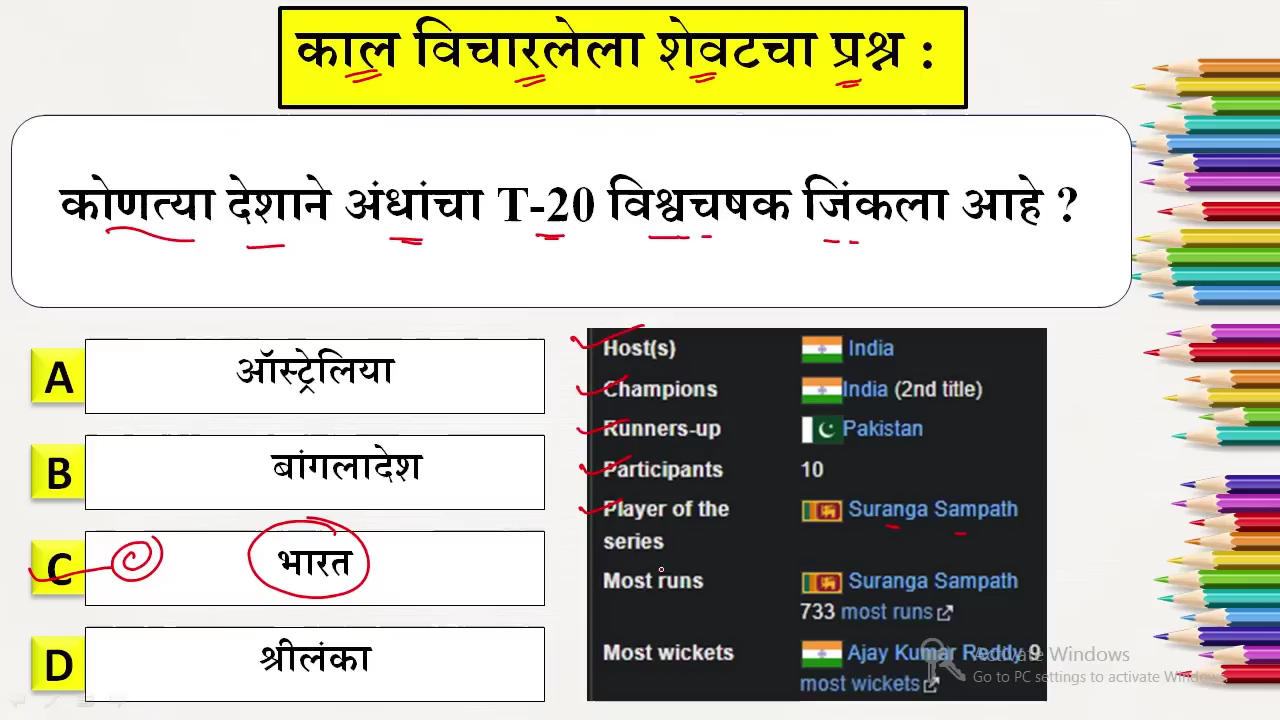 काल विचारलेला शेवटचा प्रश्न :
कोणत्या देशाने अंधांचा T-20 विश्वचषक जिंकला आहे ?
A ऑस्ट्रेलिया
B बांगलादेश
C भारत
D श्रीलंका
Host(s) India
Champions India (2nd title)
Runners-up Pakistan
Participants 10
Player of the Suranga Sampath
series
Most runs Suranga Sampath
733 most runs
Most wickets Ajay Kumar Reddy 9
most wickets
Activate Windows
Go to PC settings to activate Windows.